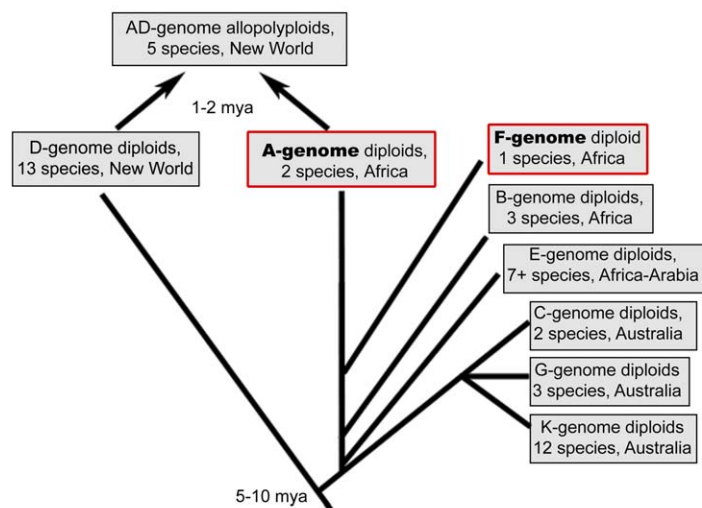 AD-genome allopolyploids
5 species, New World
1-2 mya
D-genome diploids,
13 species, New World
A-genome diploids,
2 species, Africa
F-genome diploid
1 species, Africa
B-genome diploids,
3 species, Africa
E-genome diploids,
7+ species, Africa-Arabia
C-genome diploids,
2 species, Australia
G-genome diploids
3 species, Australia
K-genome diploids
12 species, Australia
5-10 mya